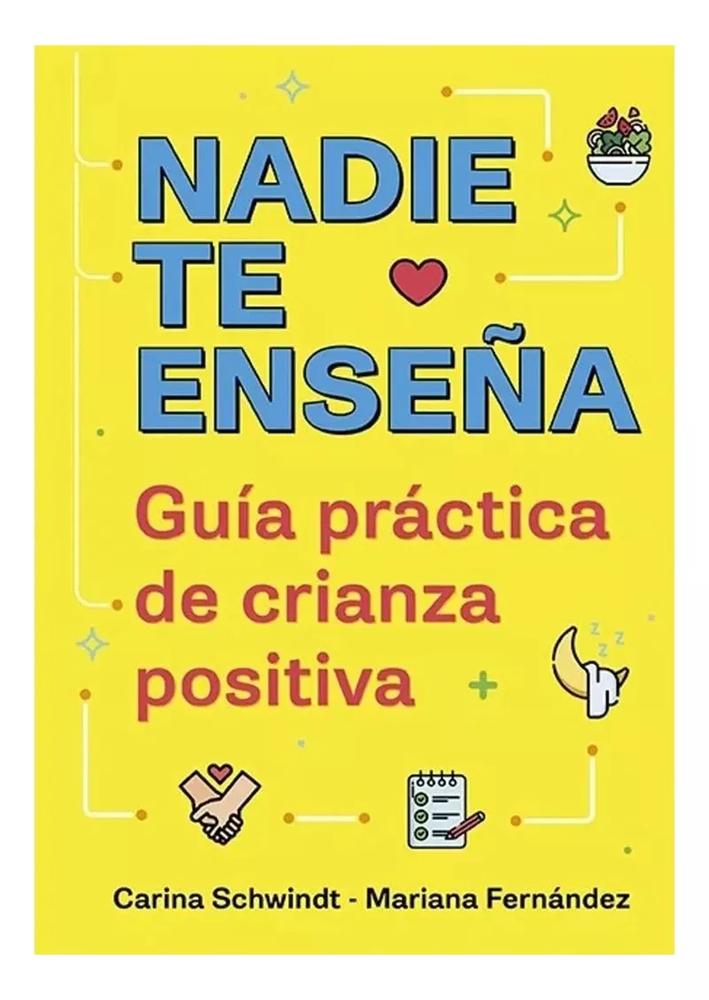 NADIE
TE
ENSEÑA
Guía práctica
de crianza
positiva
z
z
z
Carina Schwindt - Mariana Fernández